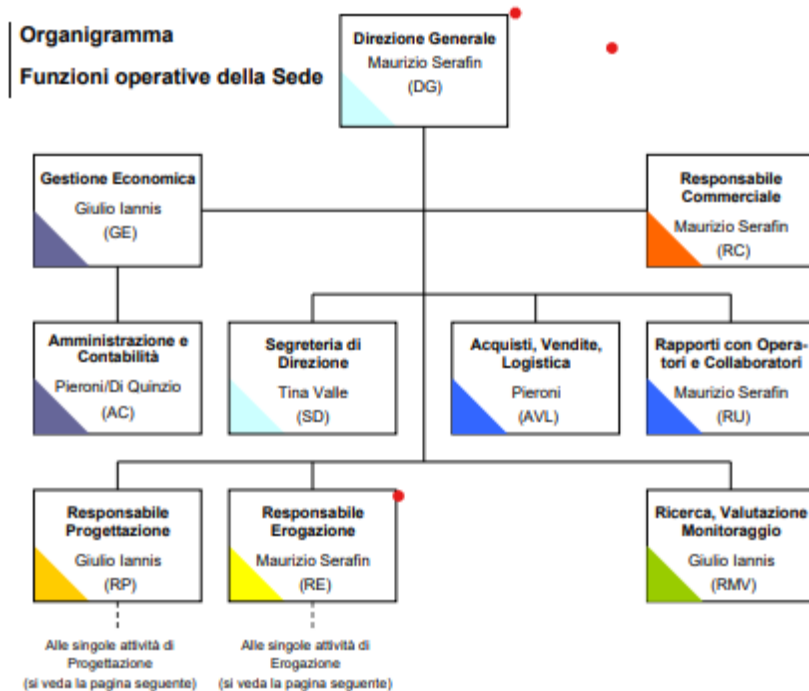 Organigramma
Funzioni operative della Sede
Direzione Generale
Maurizio Serafin
(DG)
Gestione Economica
Giulio Iannis
(GE)
Responsabile
Commerciale
Maurizio Serafin
(RC)
Amministrazione e
Contabilità
Pieroni/Di Quinzio
(AC)
Segreteria di
Direzione
Tina Valle
(SD)
Acquisti, Vendite,
Logistica
Pieroni
(AVL)
Rapporti con Opera-
tori e Collaboratori
Maurizio Serafin
(RU)
Responsabile
Progettazione
Giulio Iannis
(RP)
Responsabile
Erogazione
Maurizio Serafin
(RE)
Ricerca, Valutazione
Monitoraggio
Giulio Iannis
(RMV)
Alle singole attività di
Progettazione
(si veda la pagina seguente)
Alle singole attività di
Erogazione
(si veda la pagina seguente)